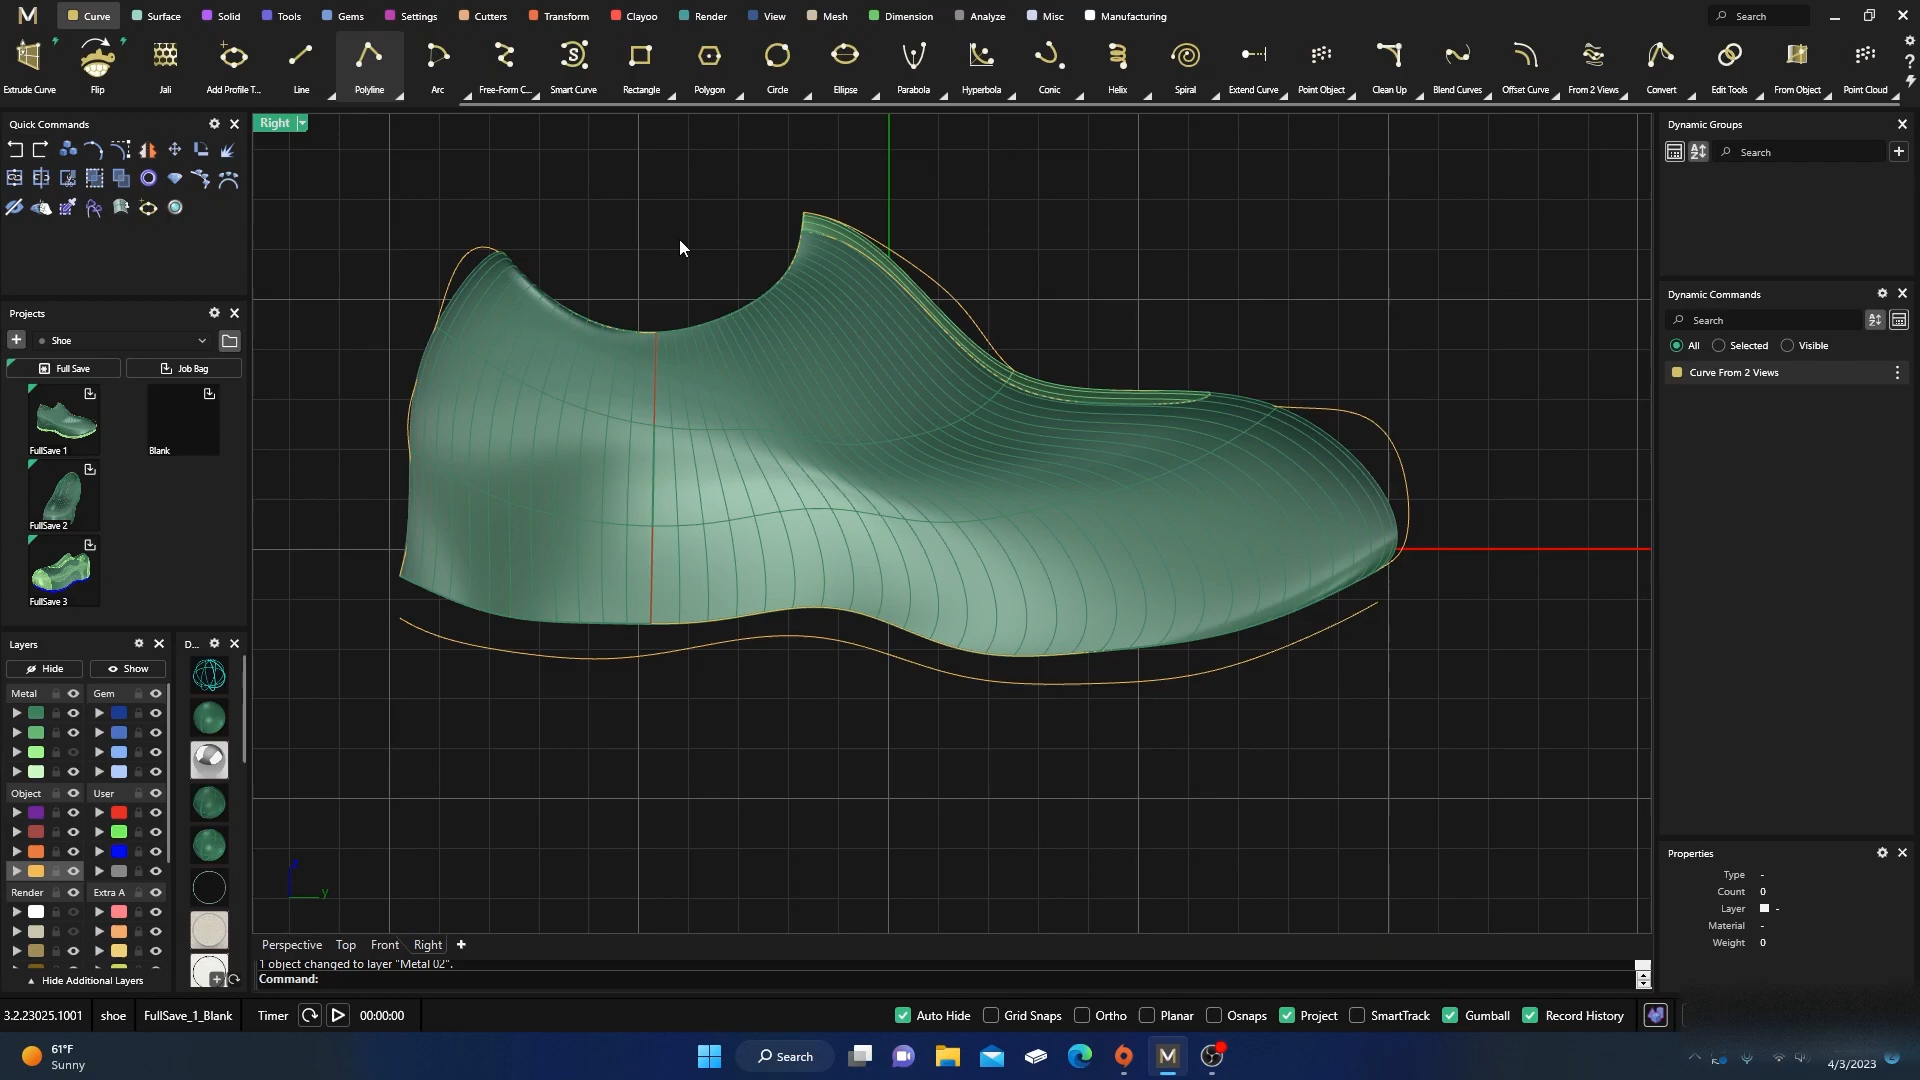 M Curve Surface Solid Tools Gems Settings Cutters Transform Clayoo Render View Mesh Dimension Analyze Misc Manufacturing Search
Extrude Curve Flip Jali Add Profile T... Line Polyline Arc Free-Form C... Smart Curve Rectangle Polygon Circle Ellipse Parabola Hyperbola Conic Helix Spiral Extend Curve Point Object Clean Up Blend Curves Offset Curve From 2 Views Convert Edit Tools From Object Point Cloud
Quick Commands
Right
Dynamic Groups
Search
Projects
Shoe
Full Save
Job Bag
FullSave 1
Blank
FullSave 2
FullSave 3
Dynamic Commands
Search
All Selected Visible
Curve From 2 Views
Layers
D...
Hide
Show
Metal Gem
Object User
Render Extra A
Hide Additional Layers
y
Properties
Type -
Count 0
Layer -
Material -
Weight 0
Perspective Top Front Right
1 object changed to layer "Metal 02".
Command:
3.2.23025.1001 shoe FullSave_1_Blank Timer 00:00:00 Auto Hide Grid Snaps Ortho Planar Osnaps Project SmartTrack Gumball Record History
61°F
Sunny
Search
M
4/3/2023